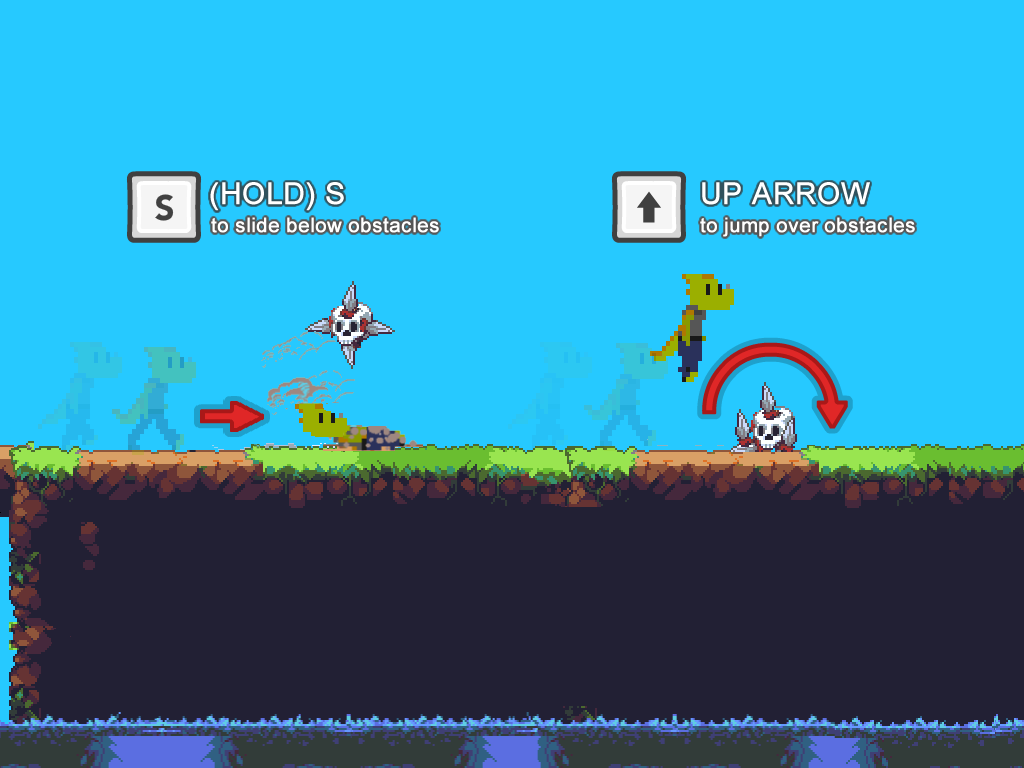 S
(HOLD) S
to slide below obstacles
UP ARROW
to jump over obstacles